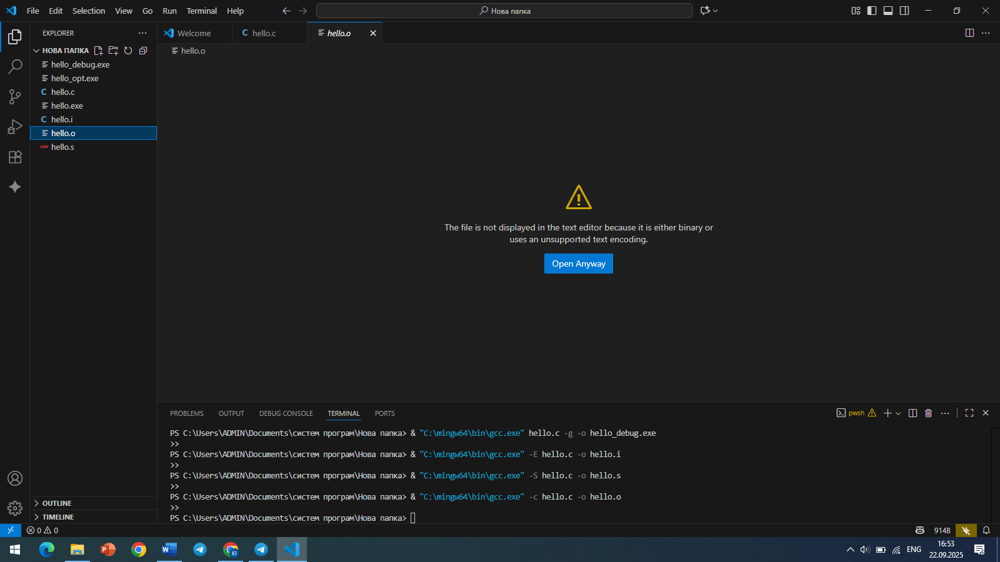 File Edit Selection View Go Run Terminal Help
Нова папка
EXPLORER
НОВА ПАПКА
hello_debug.exe
hello_opt.exe
C hello.c
hello.exe
C hello.i
hello.o
ASM hello.s
OUTLINE
TIMELINE
Welcome
C hello.c
hello.o
hello.o
The file is not displayed in the text editor because it is either binary or
uses an unsupported text encoding.
Open Anyway
PROBLEMS OUTPUT DEBUG CONSOLE TERMINAL PORTS
pwsh
PS C:\Users\ADMIN\Documents\систем програм\Нова папка> & "C:\mingw64\bin\gcc.exe" hello.c -g -o hello_debug.exe
>>
PS C:\Users\ADMIN\Documents\систем програм\Нова папка> & "C:\mingw64\bin\gcc.exe" -E hello.c -o hello.i
>>
PS C:\Users\ADMIN\Documents\систем програм\Нова папка> & "C:\mingw64\bin\gcc.exe" -S hello.c -o hello.s
>>
PS C:\Users\ADMIN\Documents\систем програм\Нова папка> & "C:\mingw64\bin\gcc.exe" -c hello.c -o hello.o
>>
PS C:\Users\ADMIN\Documents\систем програм\Нова папка>
0 0
914B
P
W
Ю
ENG
16:53
22.09.2025